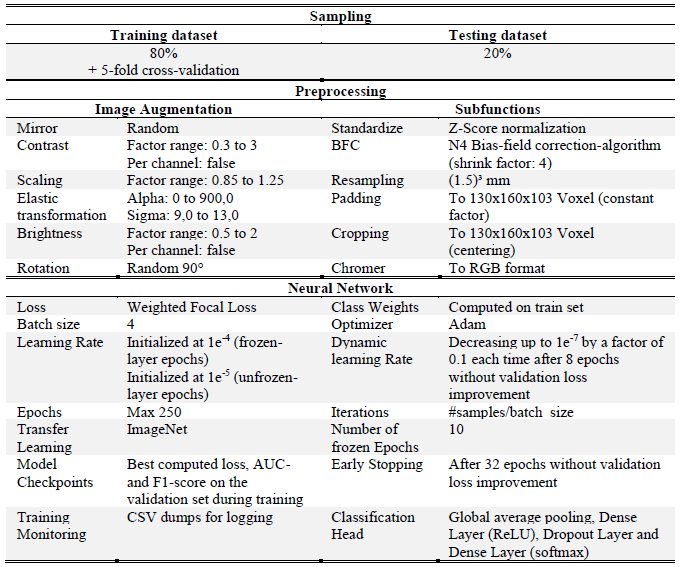 Sampling
Training dataset Testing dataset
80% 20%
+ 5-fold cross-validation
Preprocessing
Image Augmentation Subfunctions
Mirror Random Standardize Z-Score normalization
Contrast Factor range: 0.3 to 3 BFC N4 Bias-field correction-algorithm
Per channel: false (shrink factor: 4)
Scaling Factor range: 0.85 to 1.25 Resampling (1.5)³ mm
Elastic Alpha: 0 to 900,0 Padding To 130x160x103 Voxel (constant
transformation Sigma: 9,0 to 13,0 factor)
Brightness Factor range: 0.5 to 2 Cropping To 130x160x103 Voxel
Per channel: false (centering)
Rotation Random 90° Chromer To RGB format
Neural Network
Loss Weighted Focal Loss Class Weights Computed on train set
Batch size 4 Optimizer Adam
Learning Rate Initialized at 1e⁻⁴ (frozen- Dynamic Decreasing up to 1e⁻⁷ by a factor of
layer epochs) learning Rate 0.1 each time after 8 epochs
Initialized at 1e⁻⁵ (unfrozen- without validation loss
layer epochs) improvement
Epochs Max 250 Iterations #samples/batch size
Transfer ImageNet Number of 10
Learning frozen Epochs
Model Best computed loss, AUC- Early Stopping After 32 epochs without validation
Checkpoints and F1-score on the loss improvement
validation set during training
Training CSV dumps for logging Classification Global average pooling, Dense
Monitoring Head Layer (ReLU), Dropout Layer and
Dense Layer (softmax)